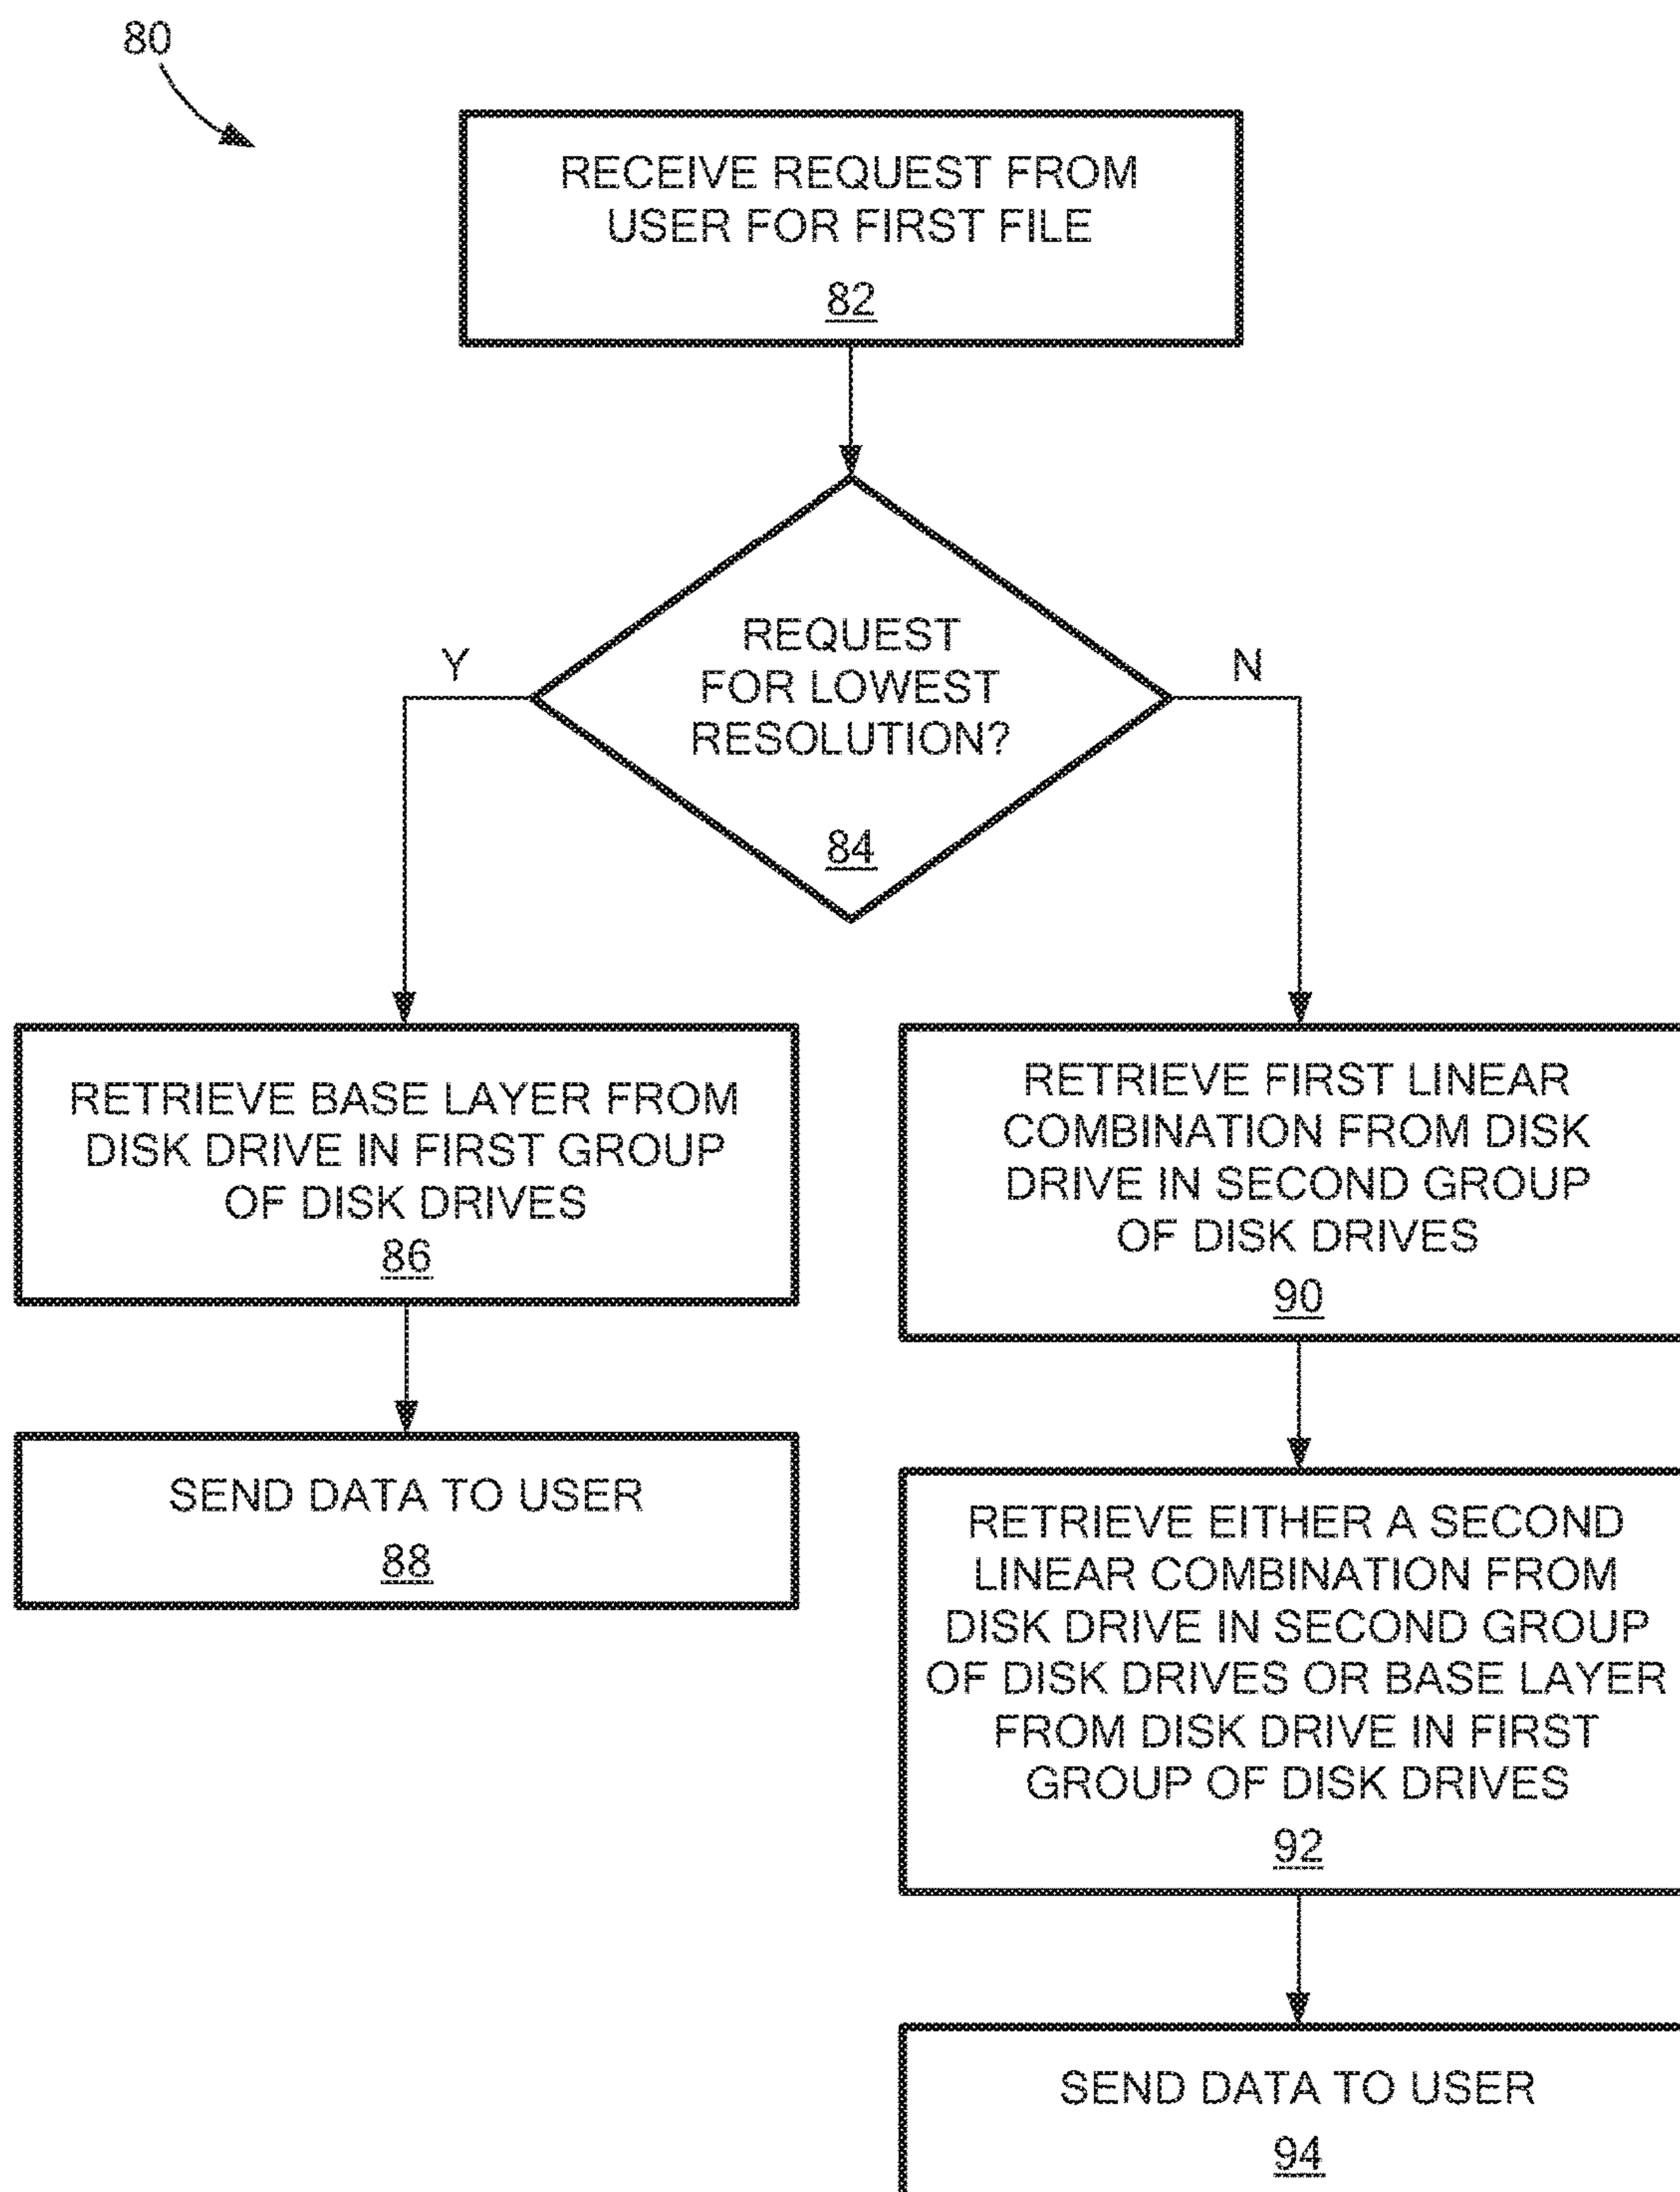 80
RECEIVE REQUEST FROM
USER FOR FIRST FILE
82
REQUEST
FOR LOWEST
RESOLUTION?
84
Y
N
RETRIEVE BASE LAYER FROM
DISK DRIVE IN FIRST GROUP
OF DISK DRIVES
86
SEND DATA TO USER
88
RETRIEVE FIRST LINEAR
COMBINATION FROM DISK
DRIVE IN SECOND GROUP
OF DISK DRIVES
90
RETRIEVE EITHER A SECOND
LINEAR COMBINATION FROM
DISK DRIVE IN SECOND GROUP
OF DISK DRIVES OR BASE LAYER
FROM DISK DRIVE IN FIRST
GROUP OF DISK DRIVES
92
SEND DATA TO USER
94